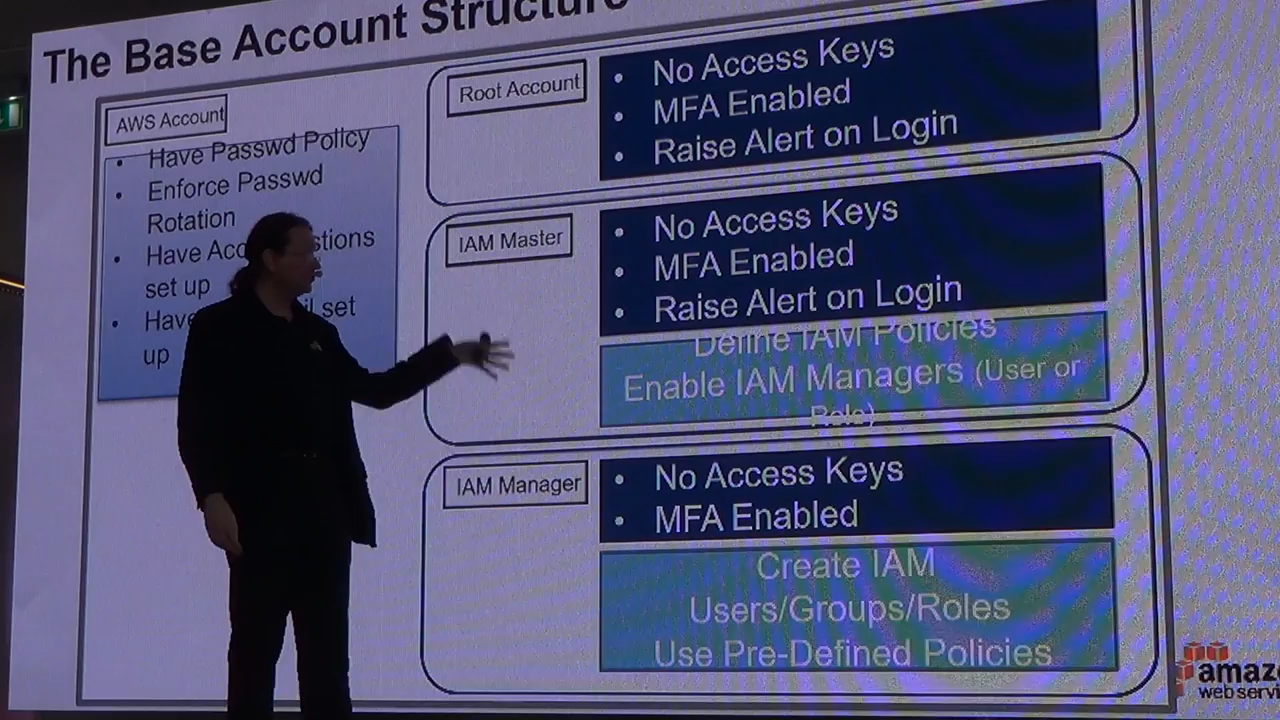 The Base Account Structure
AWS Account
• Have Passwd Policy
• Enforce Passwd
Rotation
• Have
set up
• Have set
up
Root Account
• No Access Keys
• MFA Enabled
• Raise Alert on Login
IAM Master
• No Access Keys
• MFA Enabled
• Raise Alert on Login
Define IAM Policies
Enable IAM Managers (User or
Role)
IAM Manager
• No Access Keys
• MFA Enabled
Create IAM
Users/Groups/Roles
Use Pre-Defined Policies
web